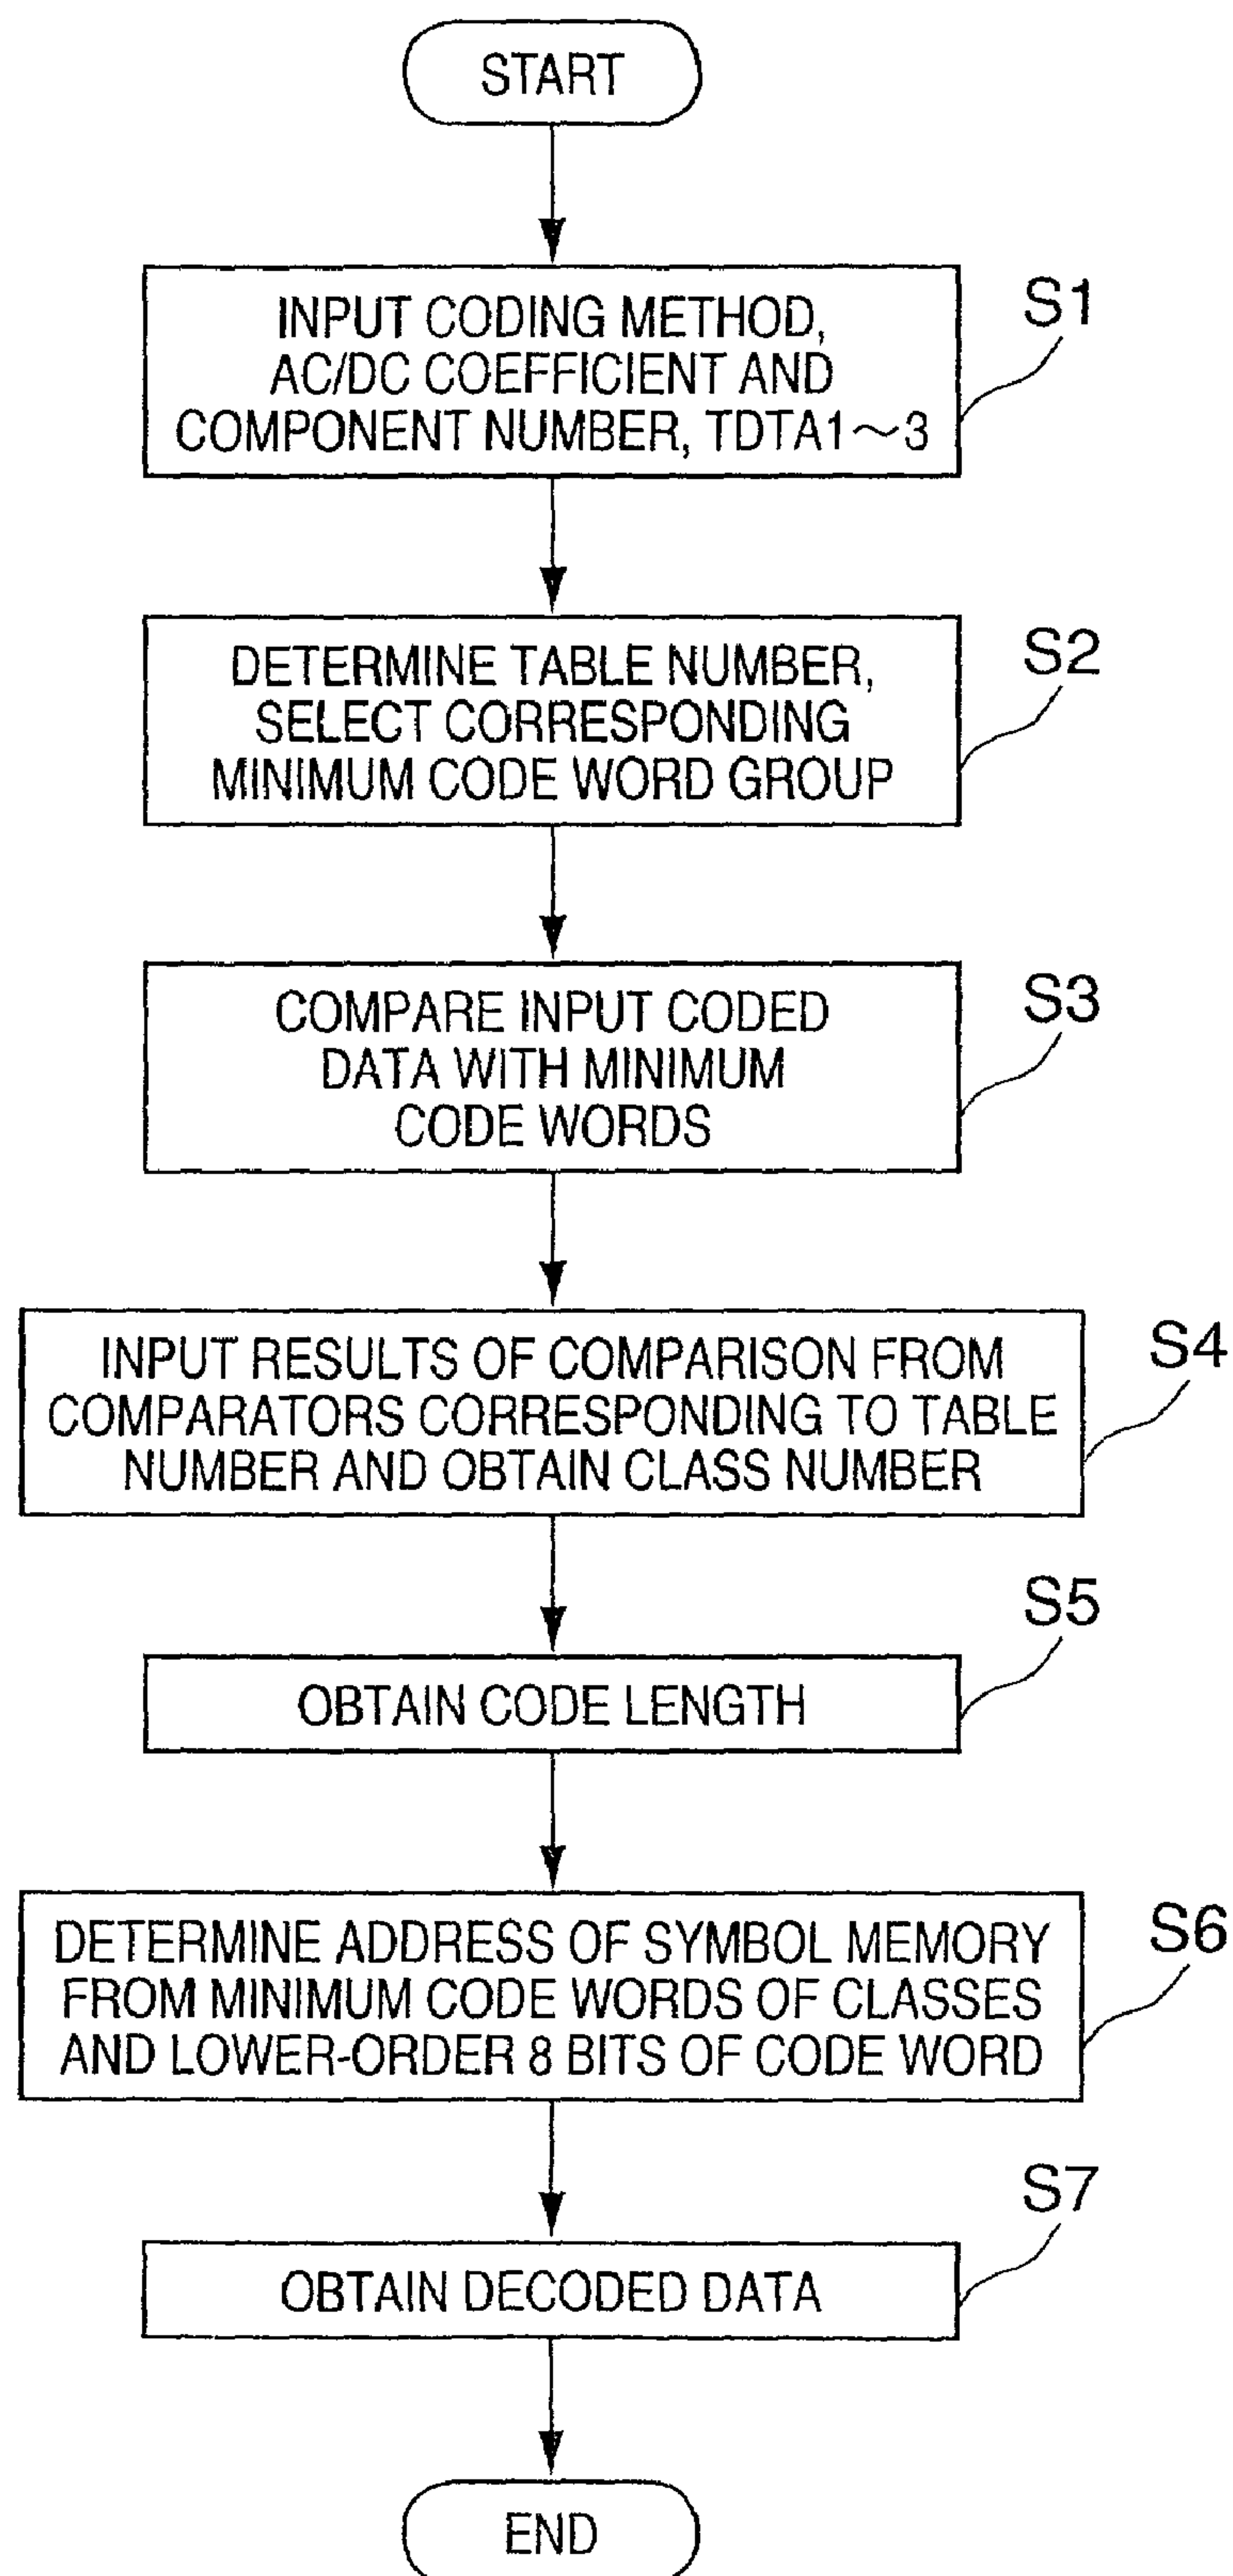 START
S1
INPUT CODING METHOD,
AC/DC COEFFICIENT AND
COMPONENT NUMBER, TDTA1～3
S2
DETERMINE TABLE NUMBER,
SELECT CORRESPONDING
MINIMUM CODE WORD GROUP
S3
COMPARE INPUT CODED
DATA WITH MINIMUM
CODE WORDS
S4
INPUT RESULTS OF COMPARISON FROM
COMPARATORS CORRESPONDING TO TABLE
NUMBER AND OBTAIN CLASS NUMBER
S5
OBTAIN CODE LENGTH
S6
DETERMINE ADDRESS OF SYMBOL MEMORY
FROM MINIMUM CODE WORDS OF CLASSES
AND LOWER-ORDER 8 BITS OF CODE WORD
S7
OBTAIN DECODED DATA
END